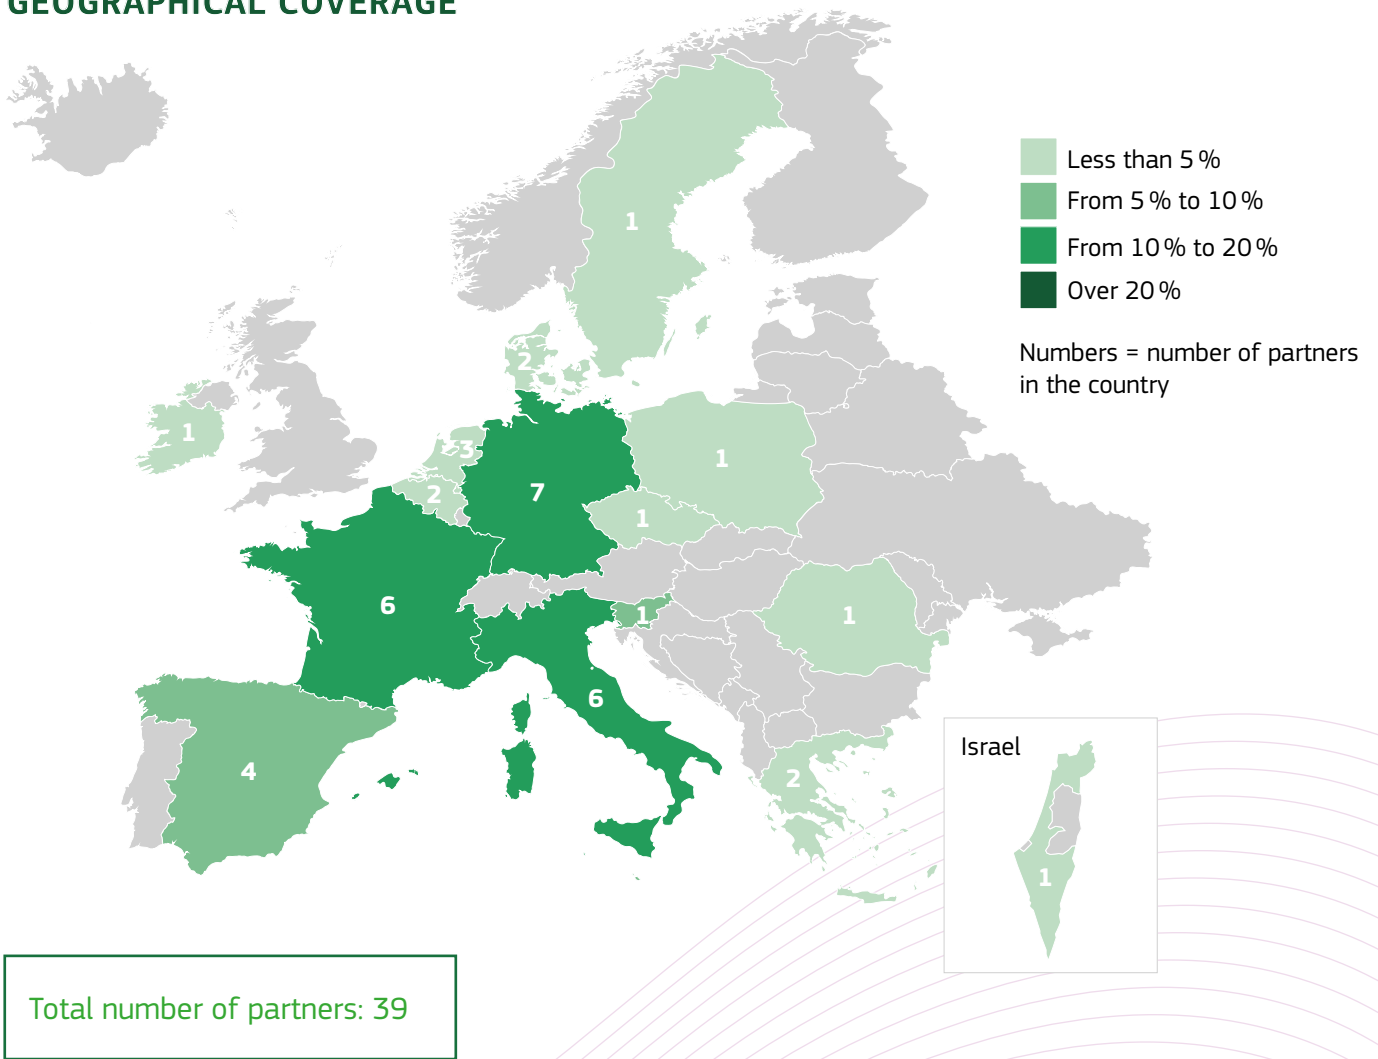 GEOGRAPHICAL COVERAGE
Less than 5 %
From 5 % to 10 %
From 10 % to 20 %
Over 20 %
Numbers = number of partners
in the country
1
2
1
3
2
7
1
1
6
1
1
6
4
2
Israel
1
Total number of partners: 39